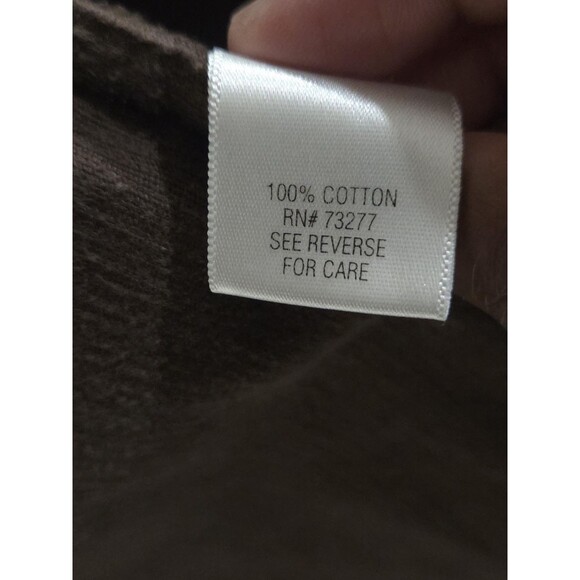 100% COTTON
RN# 73277
SEE REVERSE
FOR CARE